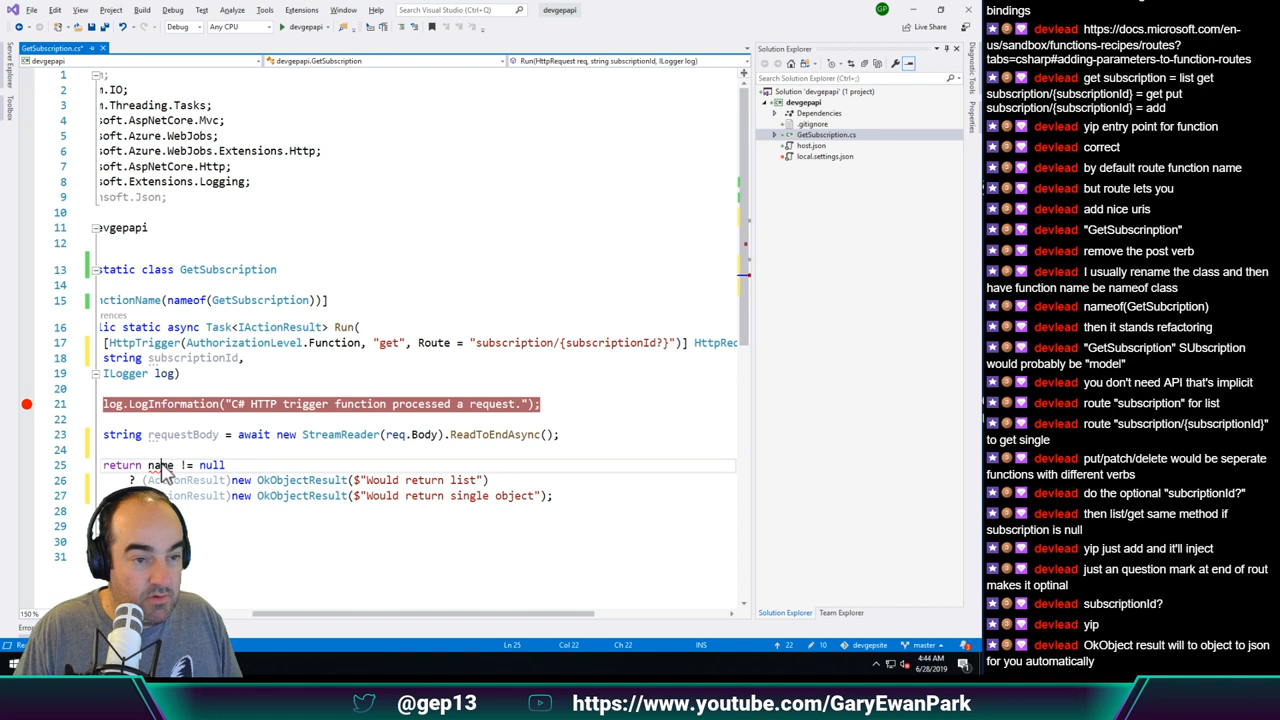 File Edit View Project Build Debug Test Analyze Tools Extensions Window Help Search Visual Studio (Ctrl+Q) devgepapi GP
Debug Any CPU devgepapi Live Share
Server Explorer
Toolbox
GetSubscription.cs*
devgepapi devgepapi.GetSubscription Run(HttpRequest req, string subscriptionId, ILogger log)
1 m;
2 m.IO;
3 m.Threading.Tasks;
4 soft.AspNetCore.Mvc;
5 soft.Azure.WebJobs;
6 soft.Azure.WebJobs.Extensions.Http;
7 soft.AspNetCore.Http;
8 soft.Extensions.Logging;
9 nsoft.Json;
10
11 evgepapi
12
13 static class GetSubscription
14
15 nctionName(nameof(GetSubscription))]
rences
16 lic static async Task<IActionResult> Run(
17 [HttpTrigger(AuthorizationLevel.Function, "get", Route = "subscription/{subscriptionId?}")] HttpRec
18 string subscriptionId,
19 ILogger log)
20
21 log.LogInformation("C# HTTP trigger function processed a request.");
22
23 string requestBody = await new StreamReader(req.Body).ReadToEndAsync();
24
25 return name != null
26 ? (ActionResult)new OkObjectResult($"Would return list")
27 ionResult)new OkObjectResult($"Would return single object");
28
29
30
31
150 %
Ln 25 Col 22 Ch 22 INS 22 10 devgepsite master
Solution Explorer
Search Solution Explorer (Ctrl+;)
Solution 'devgepapi' (1 project)
devgepapi
Dependencies
.gitignore
GetSubscription.cs
host.json
local.settings.json
Solution Explorer Team Explorer
Diagnostic Tools
Properties
4:44 AM
6/28/2019
bindings
devlead https://docs.microsoft.com/en-
us/sandbox/functions-recipes/routes?
tabs=csharp#adding-parameters-to-function-routes
devlead get subscription = list get
subscription/{subscriptionId} = get put
subscription/{subscriptionId} = add
devlead yip entry point for function
devlead correct
devlead by default route function name
devlead but route lets you
devlead add nice uris
devlead "GetSubscrinption"
devlead remove the post verb
devlead I usually rename the class and then
have function name be nameof class
devlead nameof(GetSubcription)
devlead then it stands refactoring
devlead "GetSubscription" SUbscription
would probably be "model"
devlead you don't need API that's implicit
devlead route "subscription" for list
devlead route "subscription/{subscriptionId}"
to get single
devlead put/patch/delete would be seperate
functions with different verbs
devlead do the optional "subcriptionId?"
devlead then list/get same method if
subscription is null
devlead yip just add and it'll inject
devlead just an question mark at end of rout
makes it optinal
devlead subscriptionId?
devlead yip
devlead OkObject result will to object to json
for you automatically
@gep13 https://www.youtube.com/GaryEwanPark